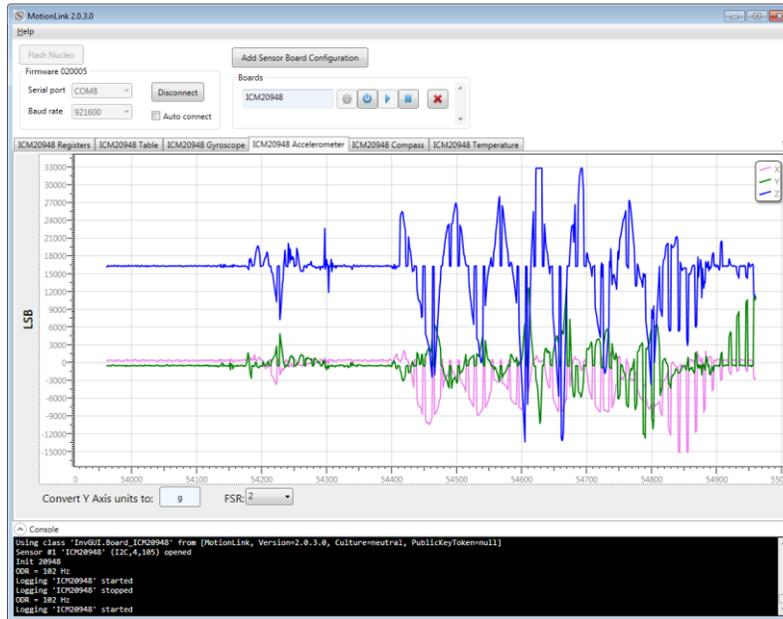 MotionLink 2.0.3.0
Help
Flash Nucleo
Firmware 020005
Serial port COM8
Disconnect
Baud rate 921600
Auto connect
Add Sensor Board Configuration
Boards
ICM20948
ICM20948 Registers ICM20948 Table ICM20948 Gyroscope ICM20948 Accelerometer ICM20948 Compass ICM20948 Temperature
33000
30000
27000
24000
21000
18000
15000
12000
9000
6000
3000
0
-3000
-6000
-9000
-12000
-15000
LSB
X
Y
Z
0 54000 54100 54200 54300 54400 54500 54600 54700 54800 54900
Convert Y Axis units to: g FSR: 2
Console
Using class 'InvGUI.Board_ICM20948' from [MotionLink, Version=2.0.3.0, Culture=neutral, PublicKeyToken=null]
Sensor #1 'ICM20948' (I2C,4,105) opened
Init 20948
ODR = 102 Hz
Logging 'ICM20948' started
Logging 'ICM20948' stopped
ODR = 102 Hz
Logging 'ICM20948' started